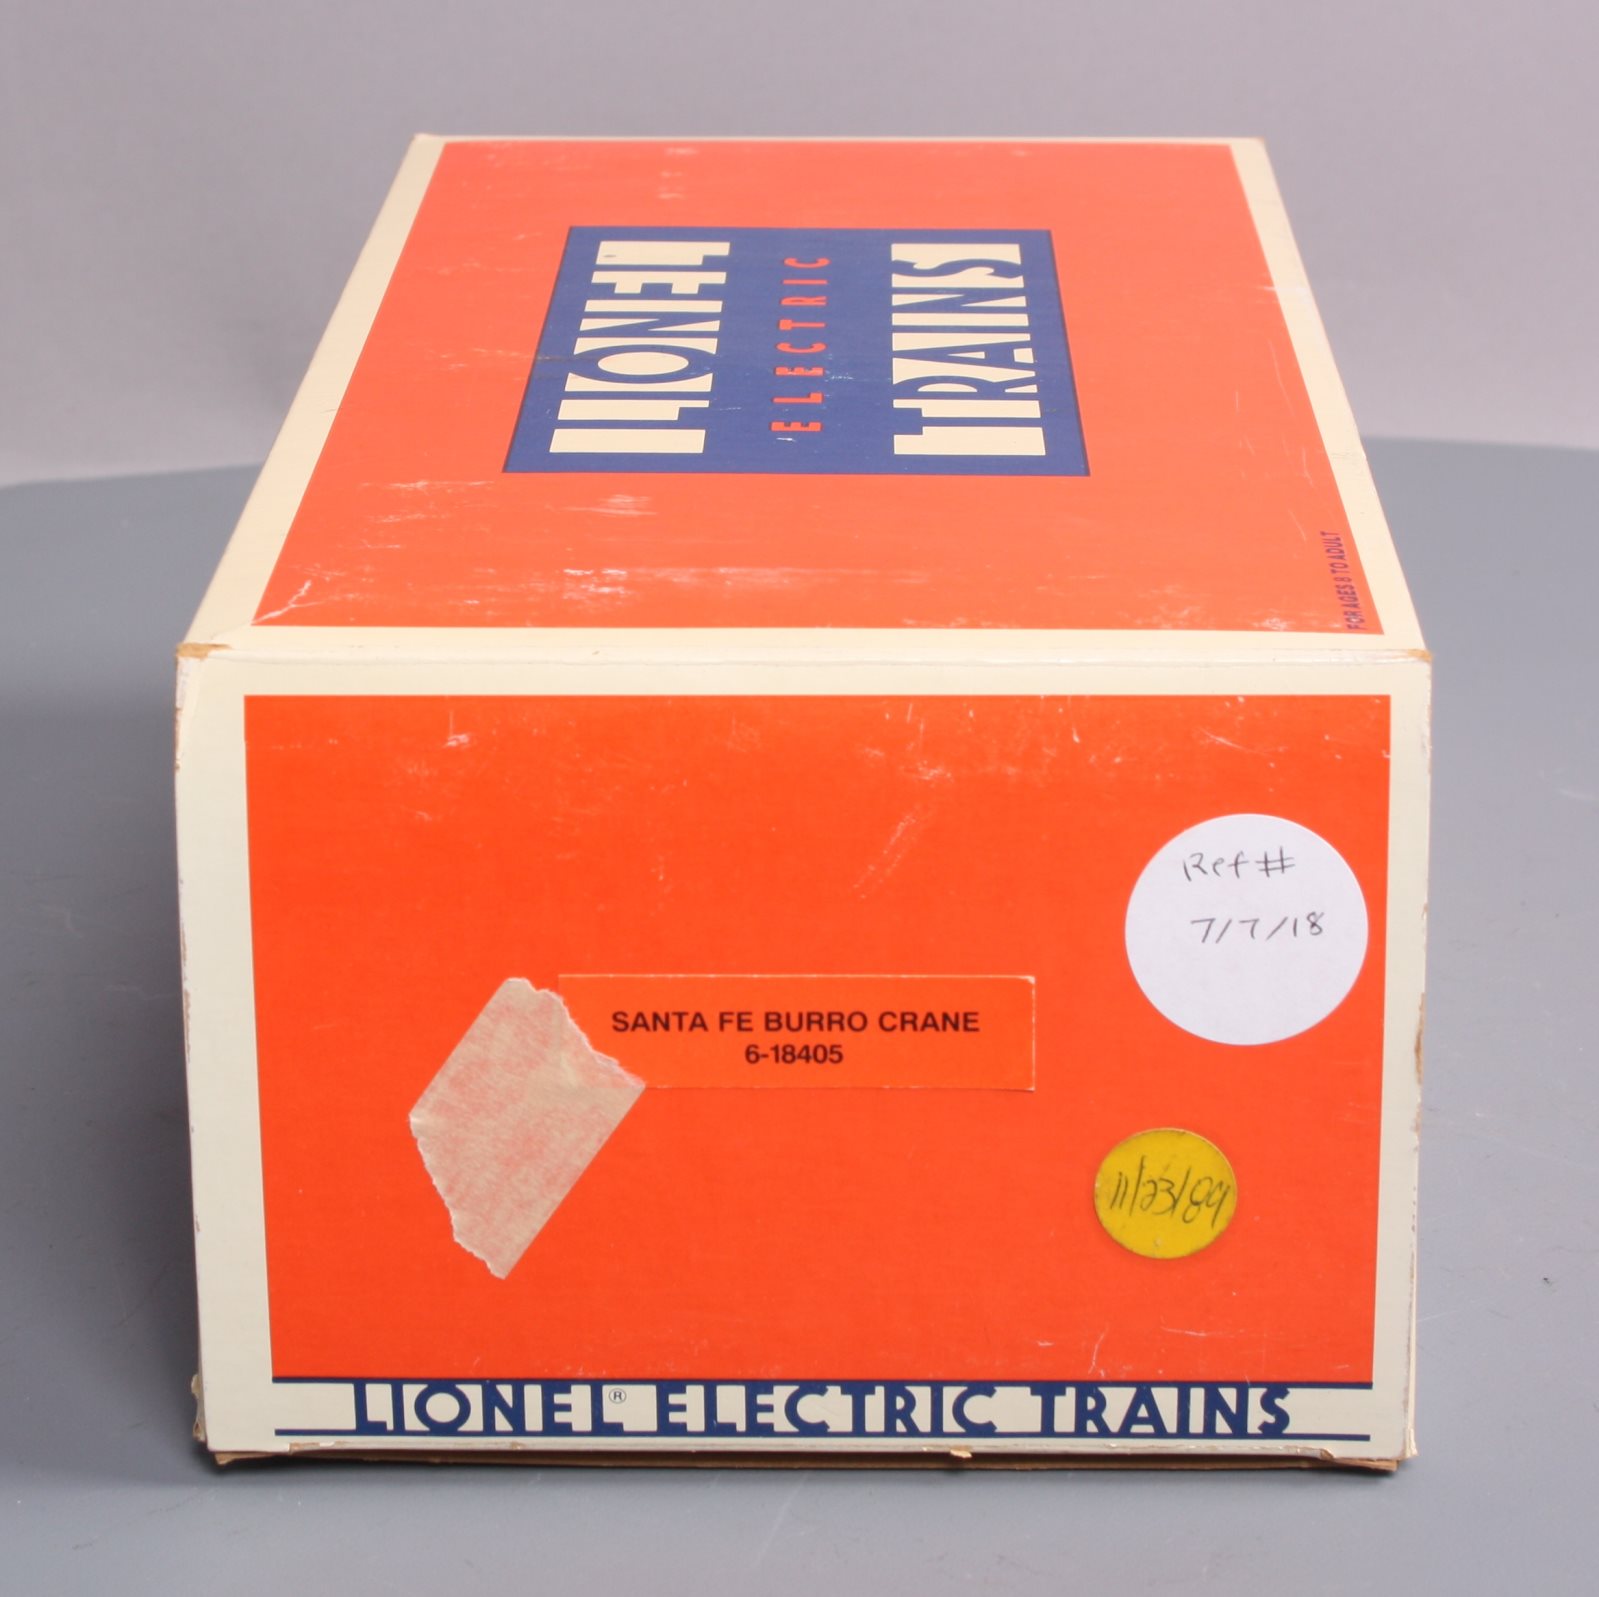 LIONEL
ELECTRIC
TRAINS
FOR AGES 8 TO ADULT
Ref #
7/7/18
SANTA FE BURRO CRANE
6-18405
11/23/89
LIONEL® ELECTRIC TRAINS